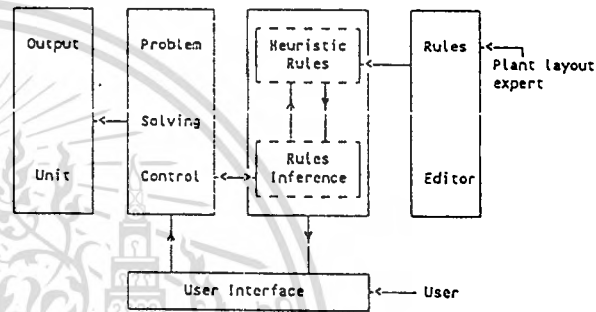 Output
Unit
Problem
Solving
Control
Heuristic
Rules
Rules
Inference
Rules
Editor
Plant layout
expert
User Interface
User